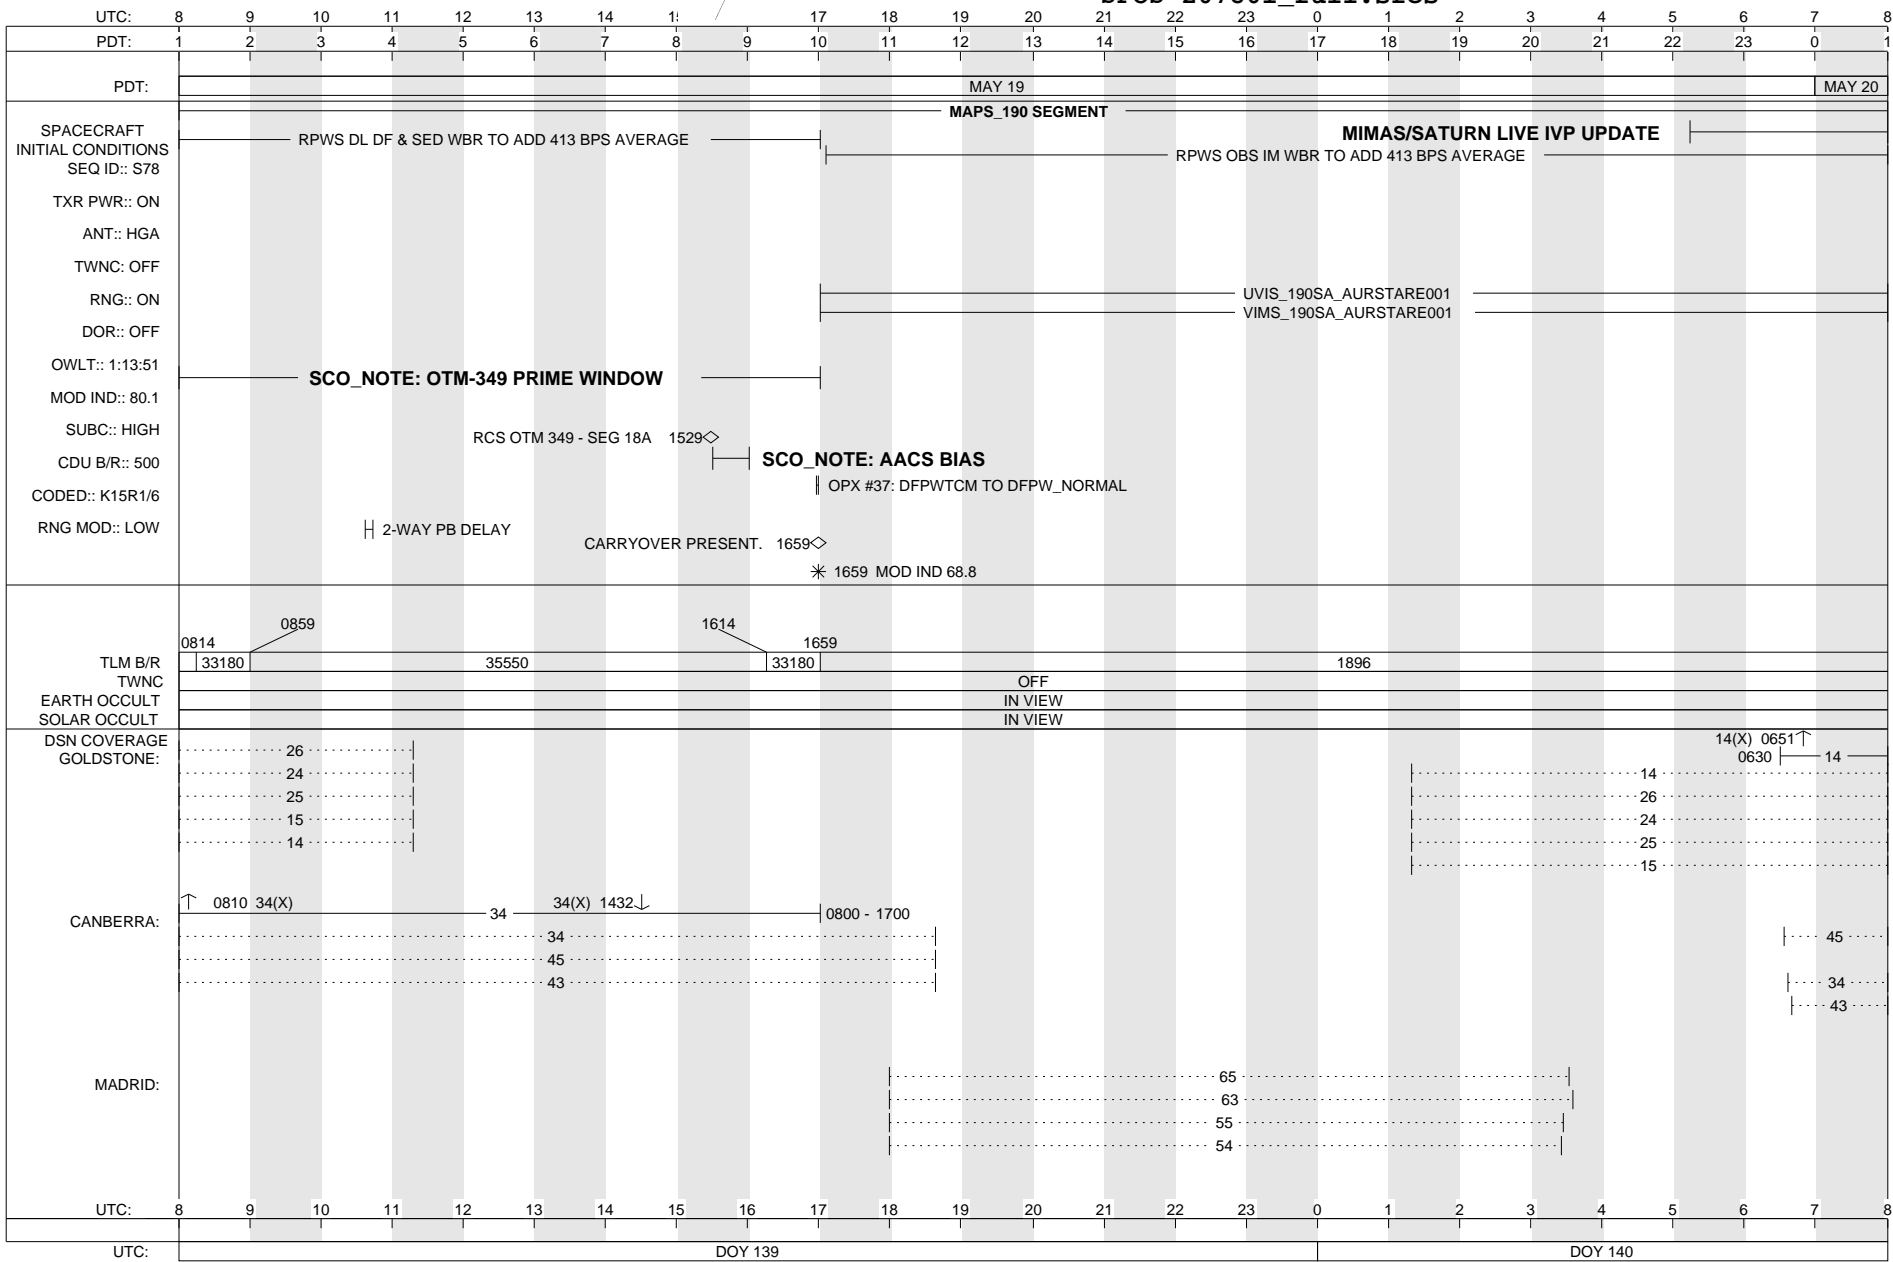 UTC: 8 9 10 11 12 13 14 17 18 19 20 21 22 23 0 1 2 3 4 5 6 7 8
PDT: 1 2 3 4 5 6 7 8 9 10 11 12 13 14 15 16 17 18 19 20 21 22 23 0 1
PDT: MAY 19 MAY 20
MAPS_190 SEGMENT
SPACECRAFT
INITIAL CONDITIONS
RPWS DL DF & SED WBR TO ADD 413 BPS AVERAGE
MIMAS/SATURN LIVE IVP UPDATE
RPWS OBS IM WBR TO ADD 413 BPS AVERAGE
SEQ ID:: S78
TXR PWR:: ON
ANT:: HGA
TWNC: OFF
RNG:: ON
UVIS_190SA_AURSTARE001
VIMS_190SA_AURSTARE001
DOR:: OFF
OWLT:: 1:13:51
SCO_NOTE: OTM-349 PRIME WINDOW
MOD IND:: 80.1
SUBC:: HIGH
RCS OTM 349 - SEG 18A 1529
CDU B/R:: 500
SCO_NOTE: AACS BIAS
OPX #37: DFPWTCM TO DFPW_NORMAL
CODED:: K15R1/6
RNG MOD:: LOW
2-WAY PB DELAY
CARRYOVER PRESENT. 1659
1659 MOD IND 68.8
0859 1614
0814 1659
TLM B/R 33180 35550 33180 1896
TWNC OFF
EARTH OCCULT IN VIEW
SOLAR OCCULT IN VIEW
DSN COVERAGE
GOLDSTONE:
14(X) 0651
0630 14
26
24 14
25 26
15 24
14 25
15
CANBERRA:
0810 34(X) 34(X) 1432
34 0800 - 1700
34 45
45
43 34
43
MADRID:
65
63
55
54
UTC: 8 9 10 11 12 13 14 15 16 17 18 19 20 21 22 23 0 1 2 3 4 5 6 7 8
UTC: DOY 139 DOY 140